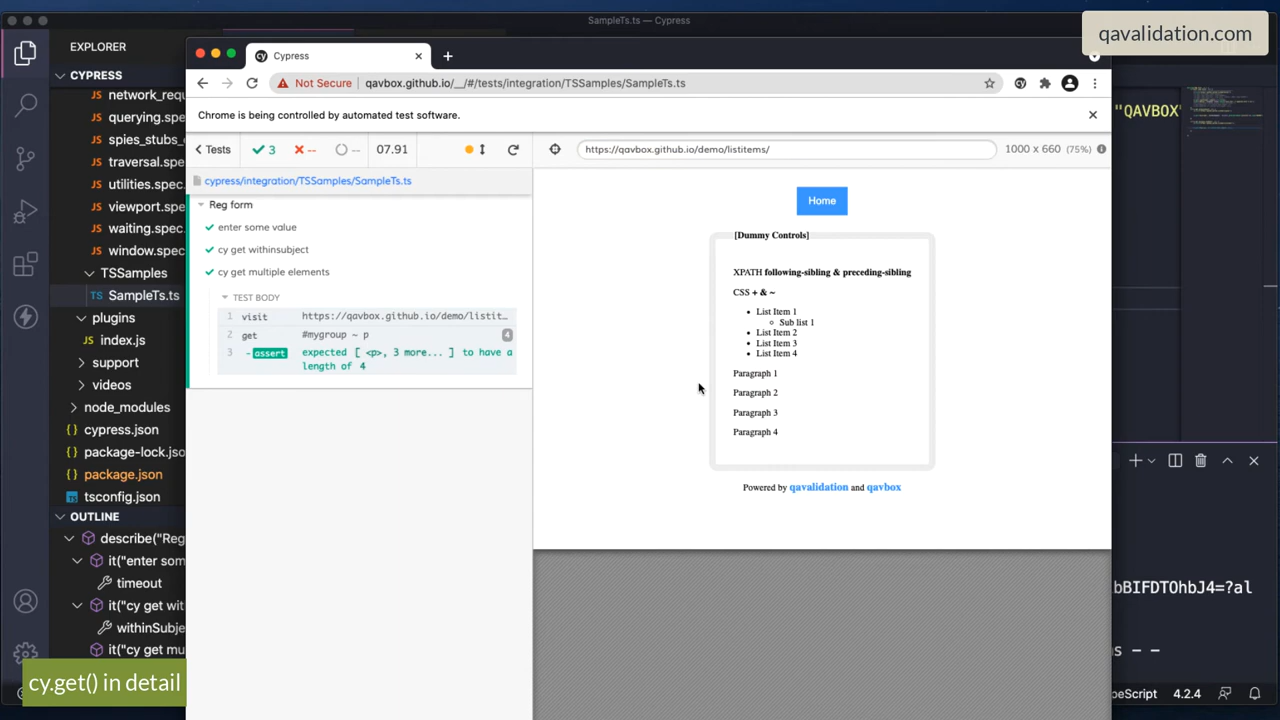 SampleTs.ts — Cypress
qavalidation.com
EXPLORER
Cypress
Not Secure
qavbox.github.io/__/#/tests/integration/TSSamples/SampleTs.ts
Chrome is being controlled by automated test software.
CYPRESS
network_requ
querying.spec
spies_stubs_
traversal.spe
utilities.spec
viewport.spe
waiting.spec.
window.spec
TSSamples
TS SampleTs.ts
plugins
JS index.js
support
videos
node_modules
{} cypress.json
{} package-lock.jso
{} package.json
tsconfig.json
OUTLINE
describe("Reg
it("enter som
timeout
it("cy get wit
withinSubje
it("cy get mu
cy.get() in detail
Tests
3
--
--
07.91
https://qavbox.github.io/demo/listitems/
1000 x 660 (75%)
cypress/integration/TSSamples/SampleTs.ts
Reg form
enter some value
cy get withinsubject
cy get multiple elements
TEST BODY
1 visit https://qavbox.github.io/demo/listit…
2 get #mygroup ~ p 4
3 -assert expected [ <p>, 3 more... ] to have a
length of 4
Home
[Dummy Controls]
XPATH following-sibling & preceding-sibling
CSS + & ~
List Item 1
Sub list 1
List Item 2
List Item 3
List Item 4
Paragraph 1
Paragraph 2
Paragraph 3
Paragraph 4
Powered by qavalidation and qavbox
"QAVBOX"
bBIFDTOhbJ4=?al
s - -
peScript 4.2.4